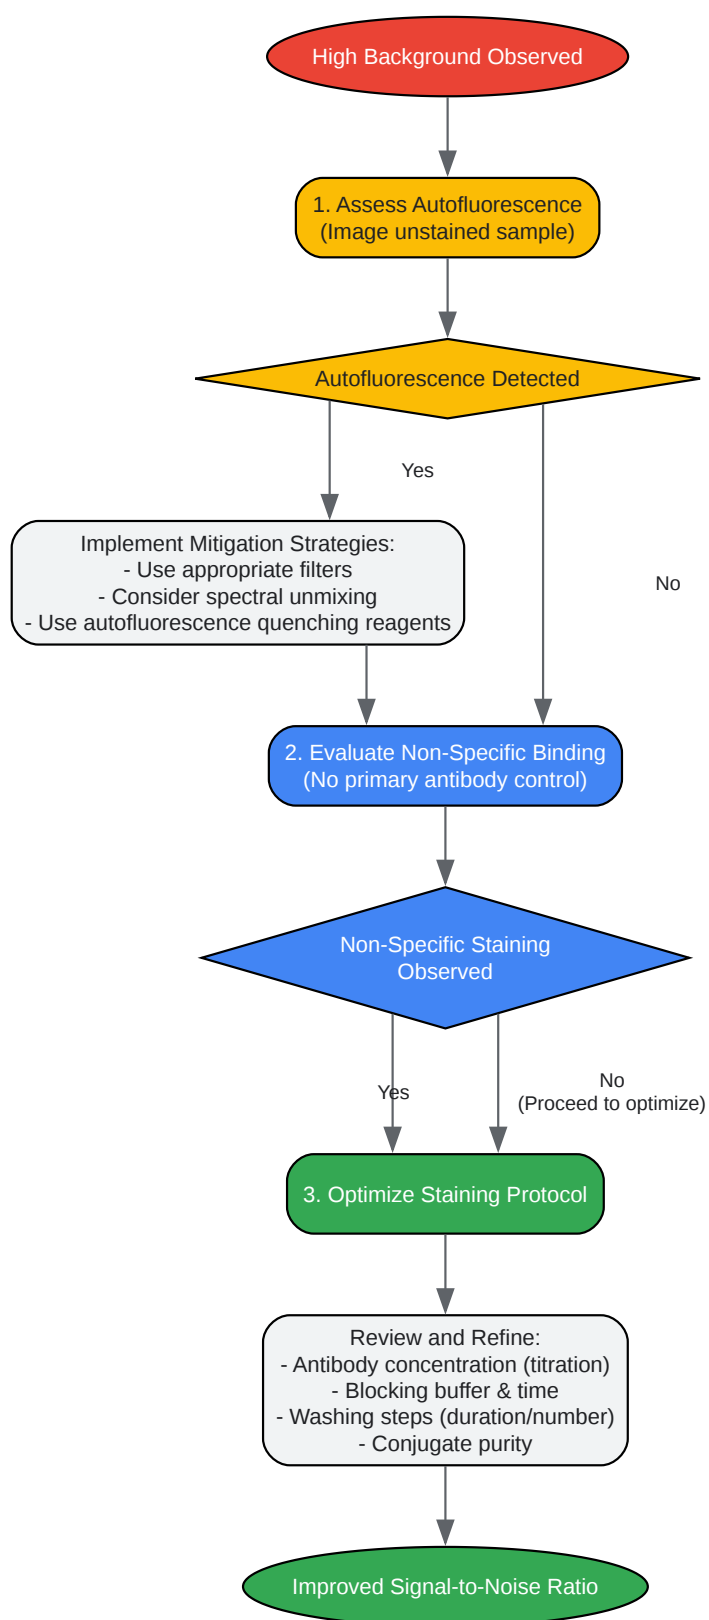 High Background Observed
1. Assess Autofluorescence
(Image unstained sample)
Autofluorescence Detected
Yes
Implement Mitigation Strategies:
- Use appropriate filters
- Consider spectral unmixing
- Use autofluorescence quenching reagents
No
2. Evaluate Non-Specific Binding
(No primary antibody control)
Non-Specific Staining
Observed
Yes
No
(Proceed to optimize)
3. Optimize Staining Protocol
Review and Refine:
- Antibody concentration (titration)
- Blocking buffer & time
- Washing steps (duration/number)
- Conjugate purity
Improved Signal-to-Noise Ratio